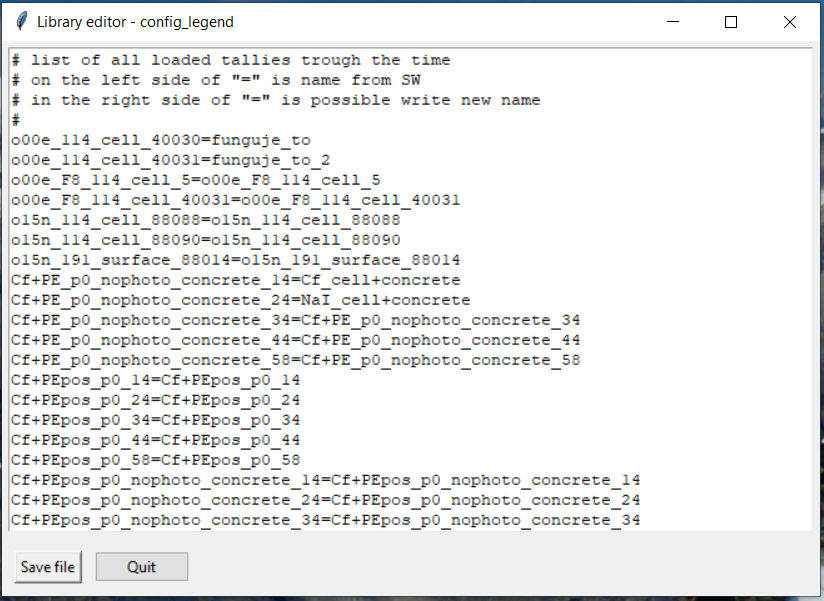 Library editor - config_legend
# list of all loaded tallies trough the time
# on the left side of "=" is name from SW
# in the right side of "=" is possible write new name
#
o00e_114_cell_40030=funguje_to
o00e_114_cell_40031=funguje_to_2
o00e_F8_114_cell_5=o00e_F8_114_cell_5
o00e_F8_114_cell_40031=o00e_F8_114_cell_40031
o15n_114_cell_88088=o15n_114_cell_88088
o15n_114_cell_88090=o15n_114_cell_88090
o15n_191_surface_88014=o15n_191_surface_88014
Cf+PE_p0_nophoto_concrete_14=Cf_cell+concrete
Cf+PE_p0_nophoto_concrete_24=NaI_cell+concrete
Cf+PE_p0_nophoto_concrete_34=Cf+PE_p0_nophoto_concrete_34
Cf+PE_p0_nophoto_concrete_44=Cf+PE_p0_nophoto_concrete_44
Cf+PE_p0_nophoto_concrete_58=Cf+PE_p0_nophoto_concrete_58
Cf+PEpos_p0_14=Cf+PEpos_p0_14
Cf+PEpos_p0_24=Cf+PEpos_p0_24
Cf+PEpos_p0_34=Cf+PEpos_p0_34
Cf+PEpos_p0_44=Cf+PEpos_p0_44
Cf+PEpos_p0_58=Cf+PEpos_p0_58
Cf+PEpos_p0_nophoto_concrete_14=Cf+PEpos_p0_nophoto_concrete_14
Cf+PEpos_p0_nophoto_concrete_24=Cf+PEpos_p0_nophoto_concrete_24
Cf+PEpos_p0_nophoto_concrete_34=Cf+PEpos_p0_nophoto_concrete_34
Save file Quit